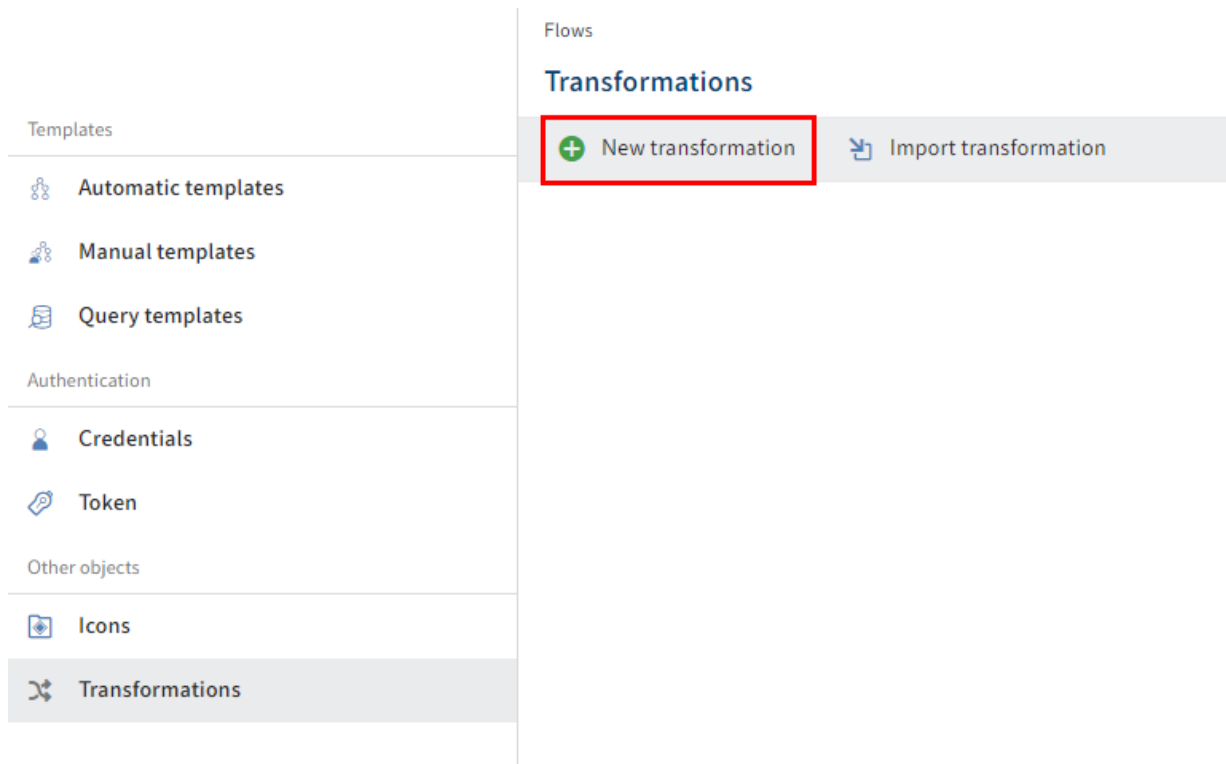 Templates
Automatic templates
Manual templates
Query templates
Authentication
Credentials
Token
Other objects
Icons
Transformations
Flows
Transformations
New transformation
Import transformation